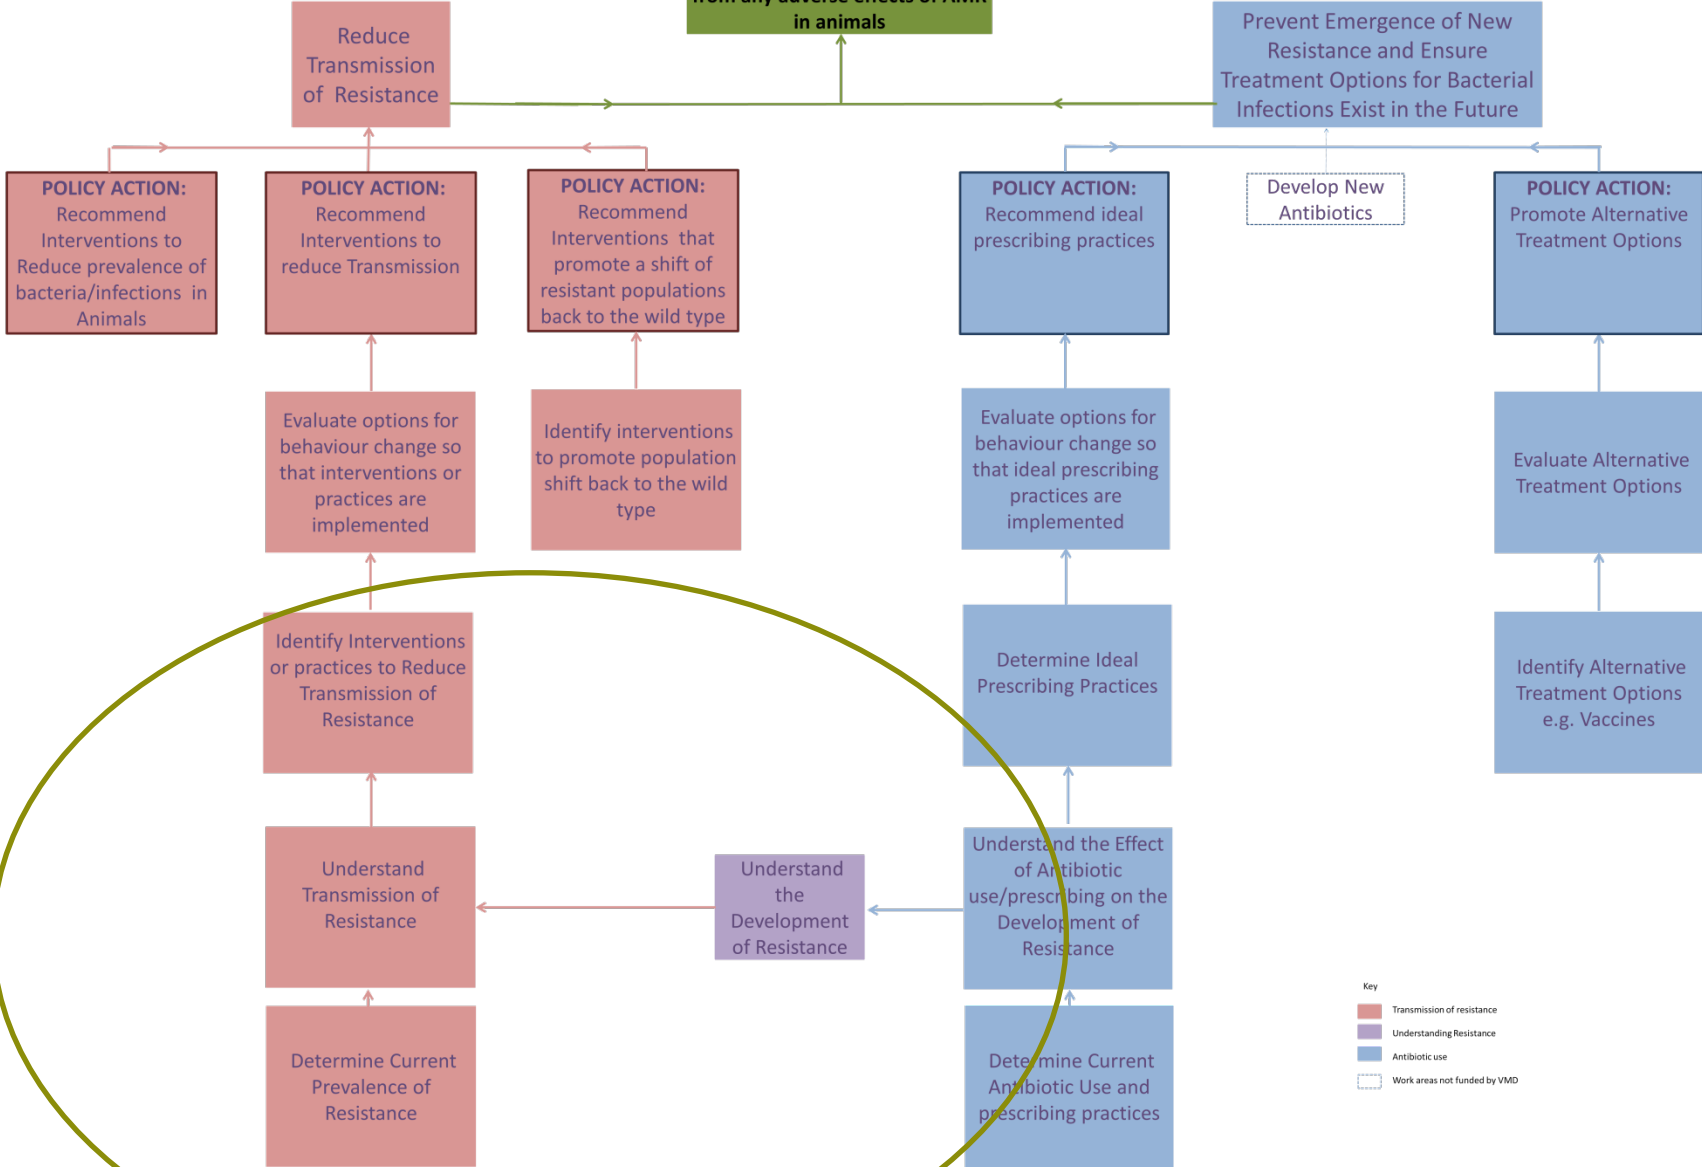 from any adverse effects of AMR
in animals
Reduce
Transmission
of Resistance
Prevent Emergence of New
Resistance and Ensure
Treatment Options for Bacterial
Infections Exist in the Future
POLICY ACTION:
Recommend
Interventions to
Reduce prevalence of
bacteria/infections in
Animals
POLICY ACTION:
Recommend
Interventions to
reduce Transmission
POLICY ACTION:
Recommend
Interventions that
promote a shift of
resistant populations
back to the wild type
POLICY ACTION:
Recommend ideal
prescribing practices
Develop New
Antibiotics
POLICY ACTION:
Promote Alternative
Treatment Options
Evaluate options for
behaviour change so
that interventions or
practices are
implemented
Identify interventions
to promote population
shift back to the wild
type
Evaluate options for
behaviour change so
that ideal prescribing
practices are
implemented
Evaluate Alternative
Treatment Options
Identify Interventions
or practices to Reduce
Transmission of
Resistance
Determine Ideal
Prescribing Practices
Identify Alternative
Treatment Options
e.g. Vaccines
Understand
Transmission of
Resistance
Understand
the
Development
of Resistance
Understand the Effect
of Antibiotic
use/prescribing on the
Development of
Resistance
Determine Current
Prevalence of
Resistance
Determine Current
Antibiotic Use and
prescribing practices
Key
Transmission of resistance
Understanding Resistance
Antibiotic use
Work areas not funded by VMD